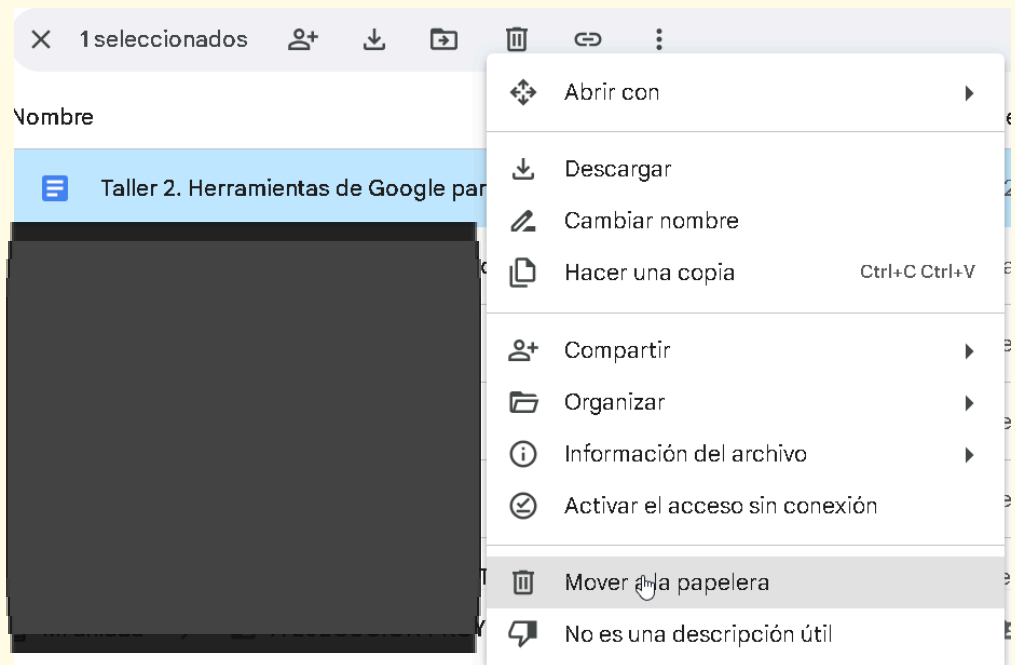 1 seleccionados
Nombre
Taller 2. Herramientas de Google par
Abrir con
Descargar
Cambiar nombre
Hacer una copia Ctrl+C Ctrl+V
Compartir
Organizar
Información del archivo
Activar el acceso sin conexión
Mover a la papelera
No es una descripción útil